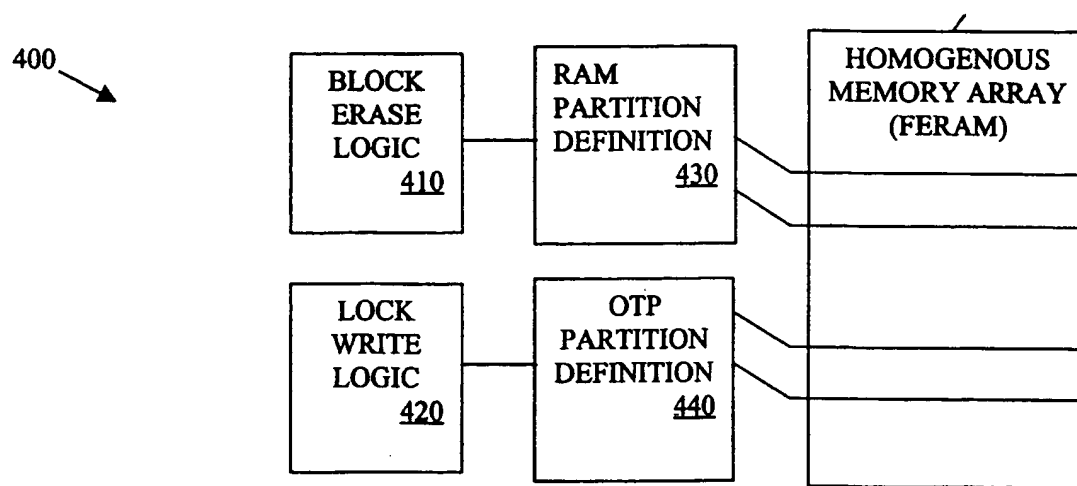 400
BLOCK
ERASE
LOGIC
410
RAM
PARTITION
DEFINITION
430
HOMOGENOUS
MEMORY ARRAY
(FERAM)
LOCK
WRITE
LOGIC
420
OTP
PARTITION
DEFINITION
440